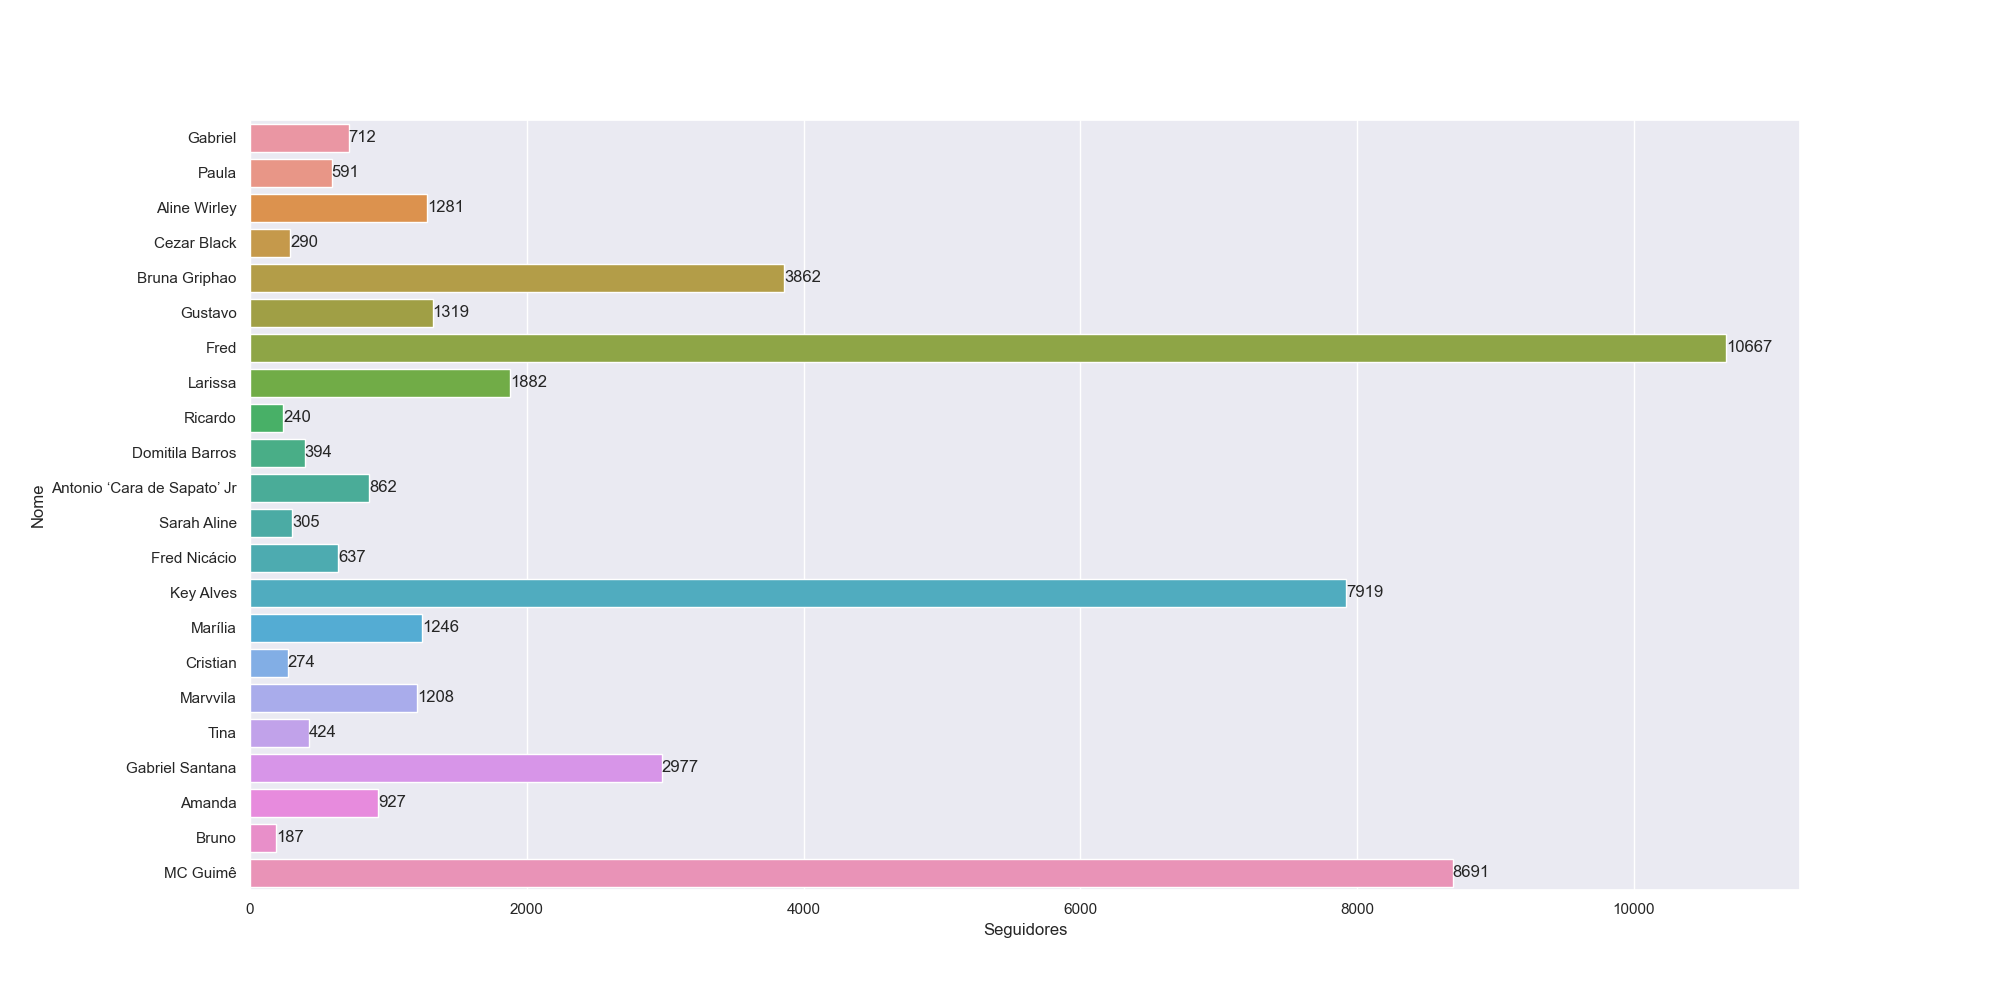 Gabriel 712
Paula 591
Aline Wirley 1281
Cezar Black 290
Bruna Griphao 3862
Gustavo 1319
Fred 10667
Larissa 1882
Ricardo 240
Domitila Barros 394
Antonio ‘Cara de Sapato’ Jr 862
Sarah Aline 305
Fred Nicácio 637
Key Alves 7919
Marília 1246
Cristian 274
Marvvila 1208
Tina 424
Gabriel Santana 2977
Amanda 927
Bruno 187
MC Guimê 8691
Nome
0 2000 4000 6000 8000 10000
Seguidores